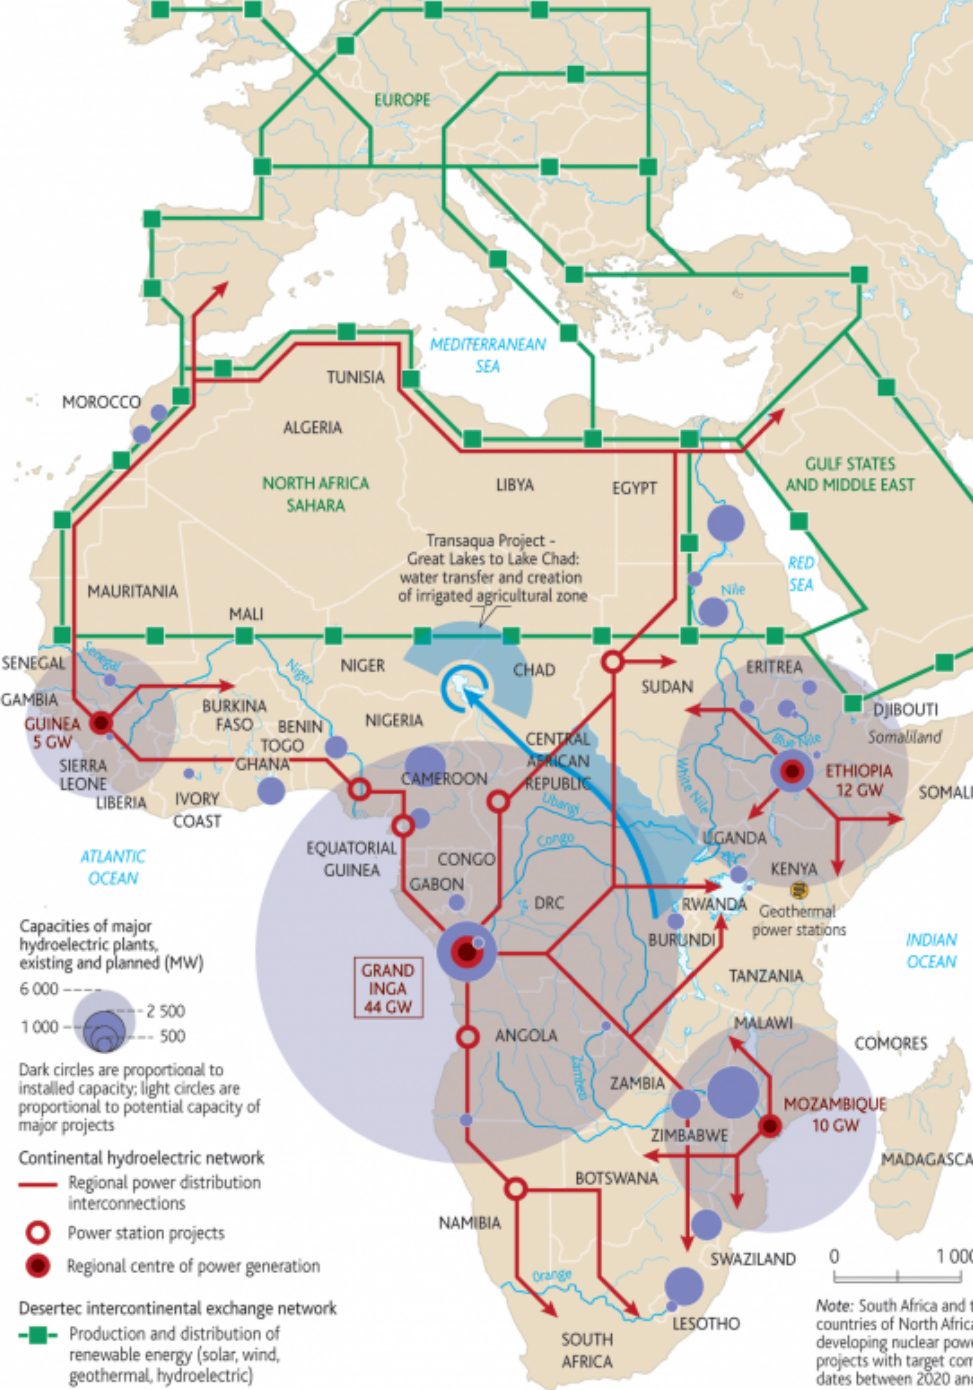 EUROPE
MEDITERRANEAN
SEA
TUNISIA
MOROCCO
ALGERIA
NORTH AFRICA
SAHARA
LIBYA
EGYPT
GULF STATES
AND MIDDLE EAST
Transaqua Project -
Great Lakes to Lake Chad:
water transfer and creation
of irrigated agricultural zone
RED
SEA
Nile
MAURITANIA
MALI
SENEGAL
Senegal
Niger
NIGER
CHAD
SUDAN
ERITREA
GAMBIA
GUINEA
5 GW
BURKINA
FASO
BENIN
TOGO
GHANA
NIGERIA
CENTRAL
AFRICAN
REPUBLIC
DJIBOUTI
Somaliland
Blue Nile
White Nile
ETHIOPIA
12 GW
SOMALI
SIERRA
LEONE
LIBERIA
IVORY
COAST
CAMEROON
Ubangi
Congo
UGANDA
ATLANTIC
OCEAN
EQUATORIAL
GUINEA
CONGO
GABON
DRC
KENYA
RWANDA
Geothermal
power stations
BURUNDI
INDIAN
OCEAN
GRAND
INGA
44 GW
TANZANIA
ANGOLA
MALAWI
COMORES
Zambezi
ZAMBIA
MOZAMBIQUE
10 GW
ZIMBABWE
BOTSWANA
MADAGASCA
NAMIBIA
SWAZILAND
Orange
LESOTHO
SOUTH
AFRICA
Capacities of major
hydroelectric plants,
existing and planned (MW)
6 000
2 500
1 000
500
Dark circles are proportional to
installed capacity; light circles are
proportional to potential capacity of
major projects
Continental hydroelectric network
Regional power distribution
interconnections
Power station projects
Regional centre of power generation
Desertec intercontinental exchange network
Production and distribution of
renewable energy (solar, wind,
geothermal, hydroelectric)
0 1 000
Note: South Africa and t
countries of North Africa
developing nuclear powe
projects with target com
dates between 2020 and